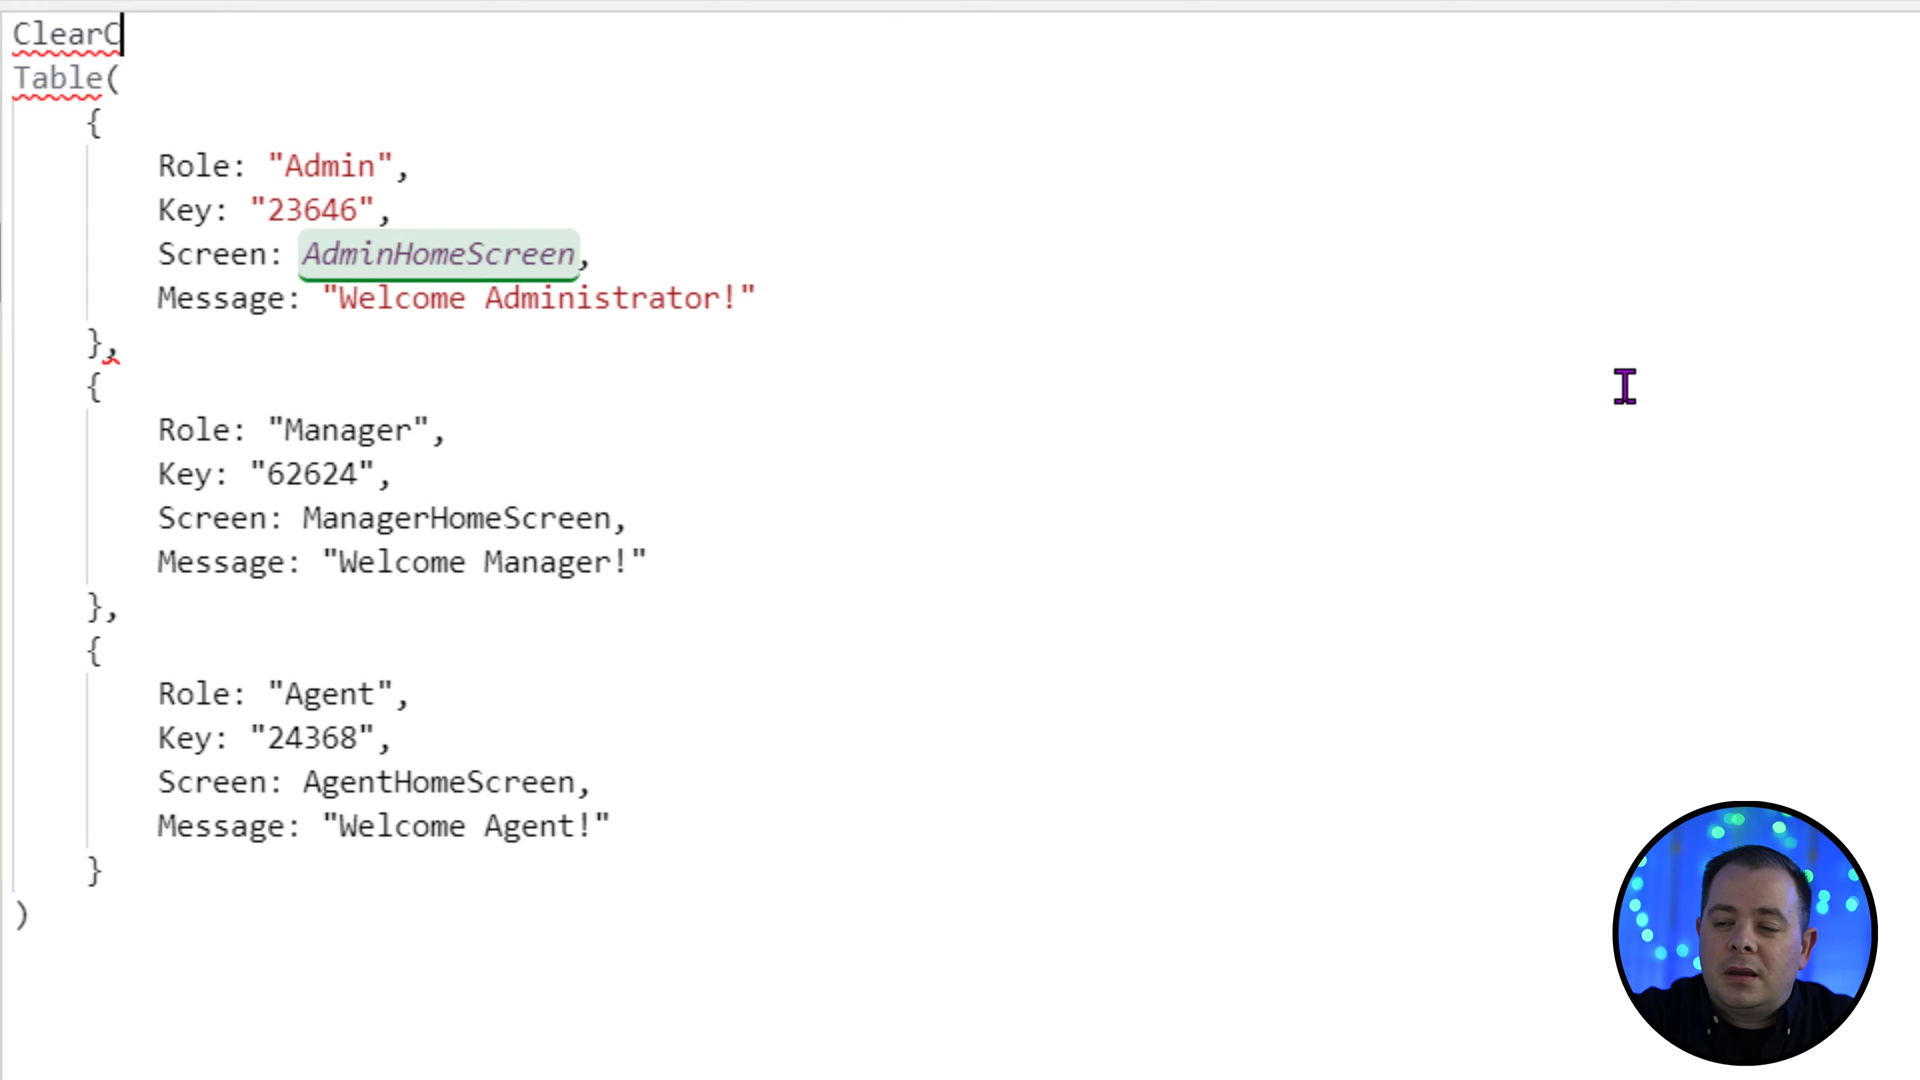 ClearC
Table(
{
Role: "Admin",
Key: "23646",
Screen: AdminHomeScreen,
Message: "Welcome Administrator!"
},
{
Role: "Manager",
Key: "62624",
Screen: ManagerHomeScreen,
Message: "Welcome Manager!"
},
{
Role: "Agent",
Key: "24368",
Screen: AgentHomeScreen,
Message: "Welcome Agent!"
}
)